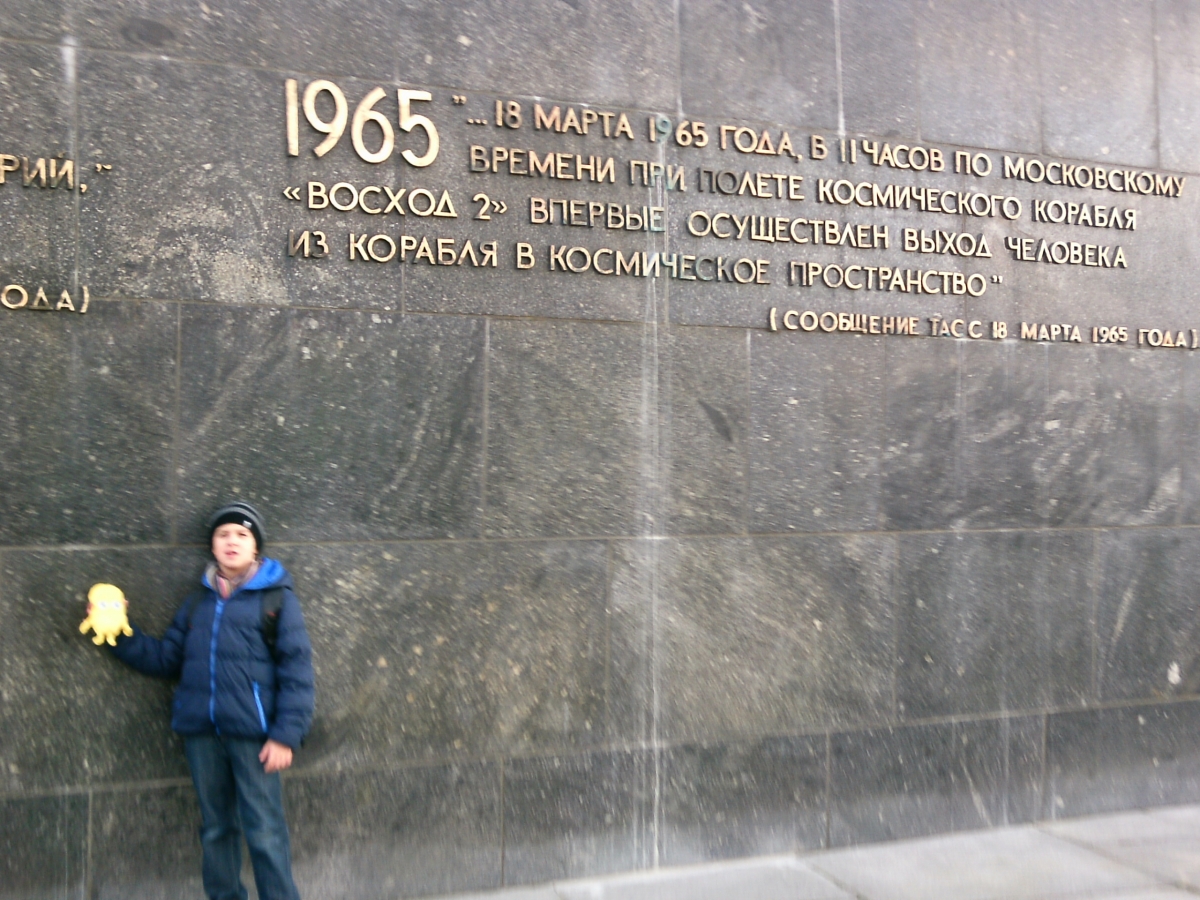 РИИ,"
ОДА)
1965 "...18 МАРТА 1965 ГОДА, В 11 ЧАСОВ ПО МОСКОВСКОМУ
ВРЕМЕНИ ПРИ ПОЛЕТЕ КОСМИЧЕСКОГО КОРАБЛЯ
«ВОСХОД 2» ВПЕРВЫЕ ОСУЩЕСТВЛЕН ВЫХОД ЧЕЛОВЕКА
ИЗ КОРАБЛЯ В КОСМИЧЕСКОЕ ПРОСТРАНСТВО"
(СООБЩЕНИЕ ТАСС 18 МАРТА 1965 ГОДА)